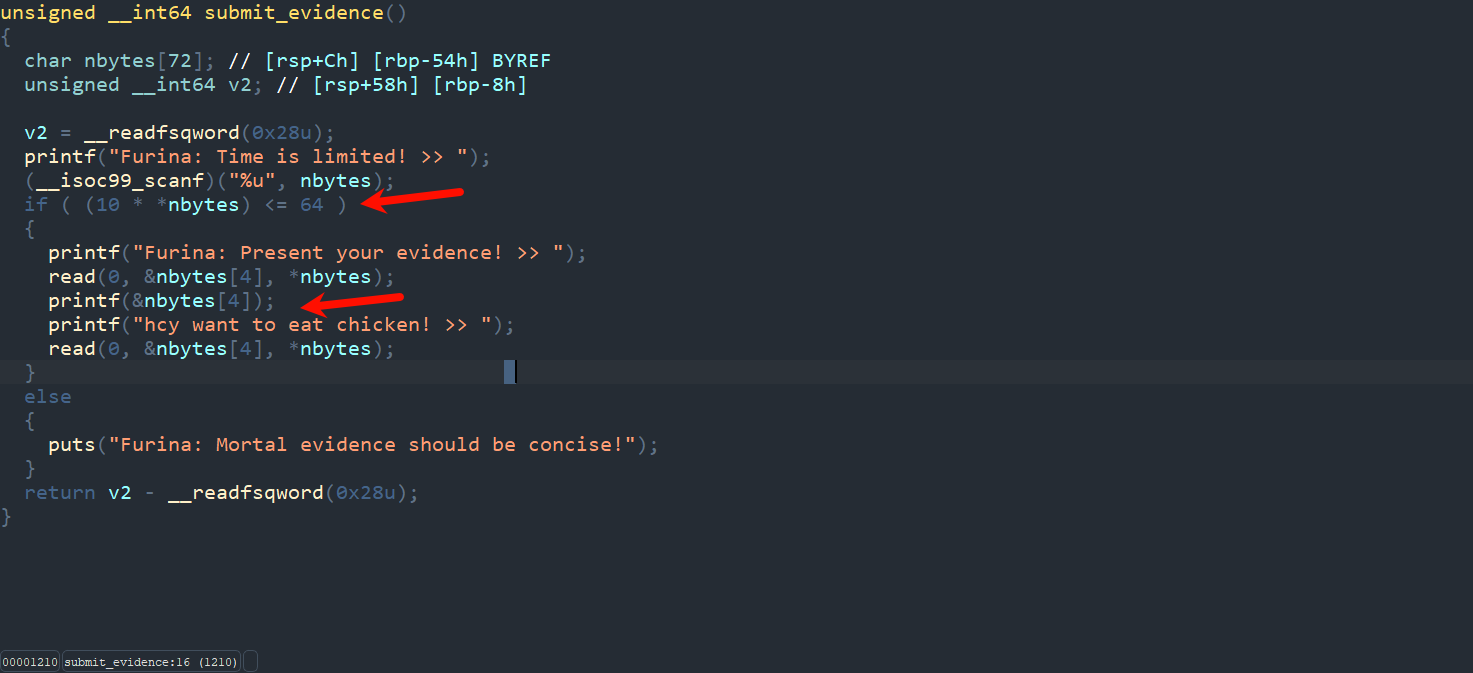 unsigned __int64 submit_evidence()
{
  char nbytes[72]; // [rsp+Ch] [rbp-54h] BYREF
  unsigned __int64 v2; // [rsp+58h] [rbp-8h]
  v2 = __readfsqword(0x28u);
  printf("Furina: Time is limited! >> ");
  (__isoc99_scanf)("%u", nbytes);
  if ( (10 * *nbytes) <= 64 )
  {
    printf("Furina: Present your evidence! >> ");
    read(0, &nbytes[4], *nbytes);
    printf(&nbytes[4]);
    printf("hcy want to eat chicken! >> ");
    read(0, &nbytes[4], *nbytes);
  }
  else
  {
    puts("Furina: Mortal evidence should be concise!");
  }
  return v2 - __readfsqword(0x28u);
}
00001210 submit_evidence:16 (1210)